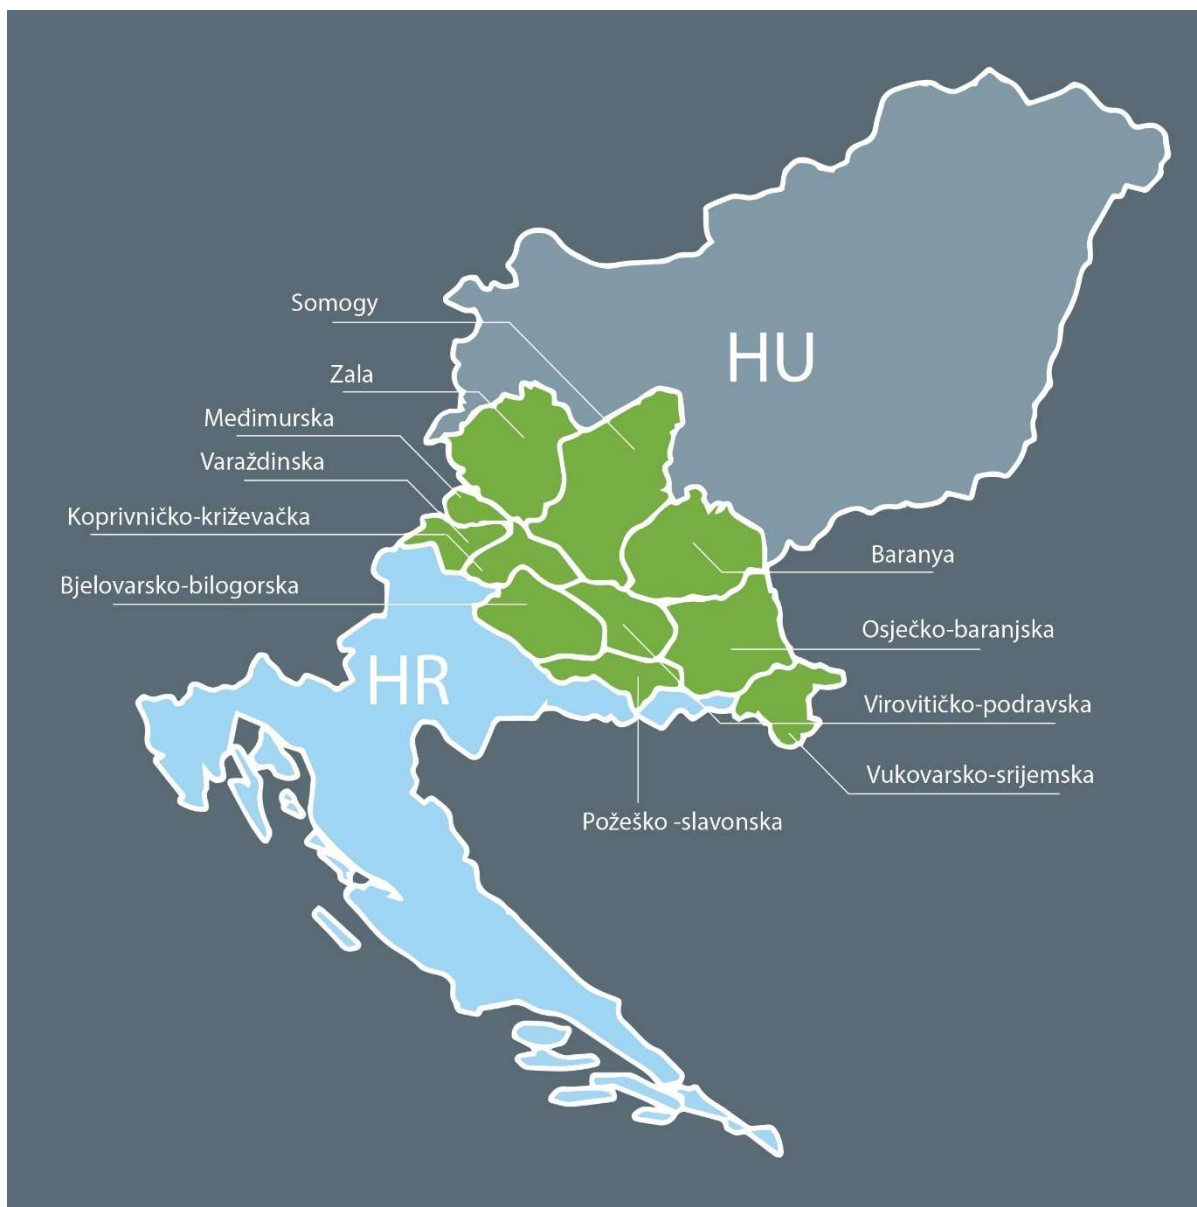 Somogy
HU
Zala
Međimurska
Varaždinska
Koprivničko-križevačka
Baranya
Bjelovarsko-bilogorska
Osječko-baranjska
HR
Virovitičko-podravska
Vukovarsko-srijemska
Požeško -slavonska